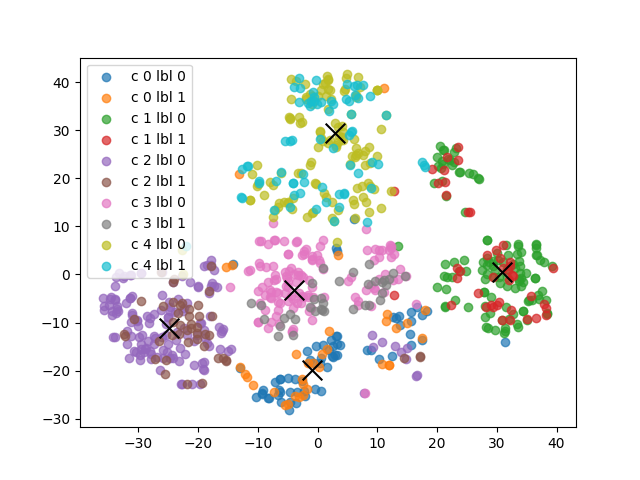 c 0 lbl 0
c 0 lbl 1
c 1 lbl 0
c 1 lbl 1
c 2 lbl 0
c 2 lbl 1
c 3 lbl 0
c 3 lbl 1
c 4 lbl 0
c 4 lbl 1
40
30
20
10
0
−10
−20
−30
−30 −20 −10 0 10 20 30 40